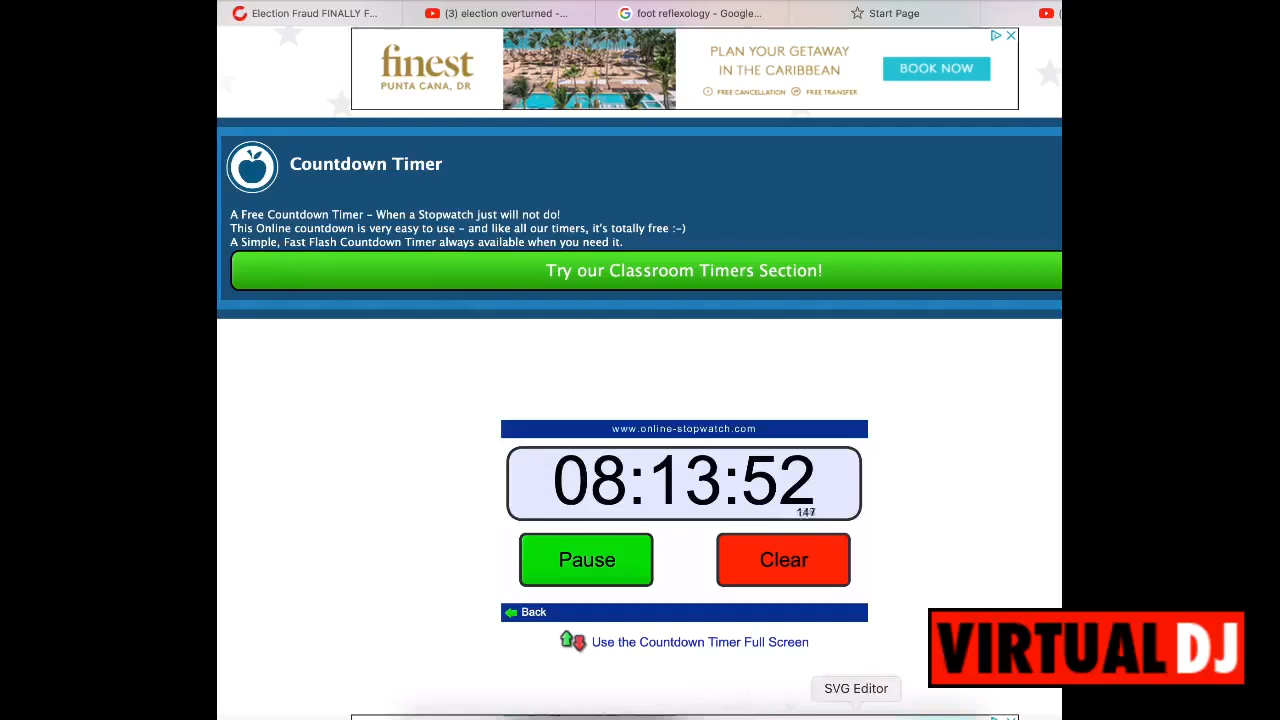 Election Fraud FINALLY F...
(3) election overturned -...
foot reflexology - Google...
Start Page
finest
PUNTA CANA, DR
PLAN YOUR GETAWAY
IN THE CARIBBEAN
FREE CANCELLATION
FREE TRANSFER
BOOK NOW
Countdown Timer
A Free Countdown Timer - When a Stopwatch just will not do!
This Online countdown is very easy to use - and like all our timers, it's totally free :-)
A Simple, Fast Flash Countdown Timer always available when you need it.
Try our Classroom Timers Section!
www.online-stopwatch.com
08:13:52
147
Pause
Clear
Back
Use the Countdown Timer Full Screen
VIRTUAL DJ
SVG Editor